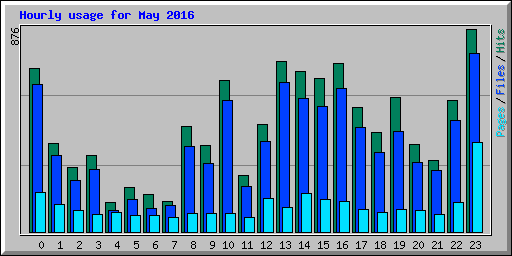 Hourly usage for May 2016
876
Pages/Files/Hits
0 1 2 3 4 5 6 7 8 9 10 11 12 13 14 15 16 17 18 19 20 21 22 23